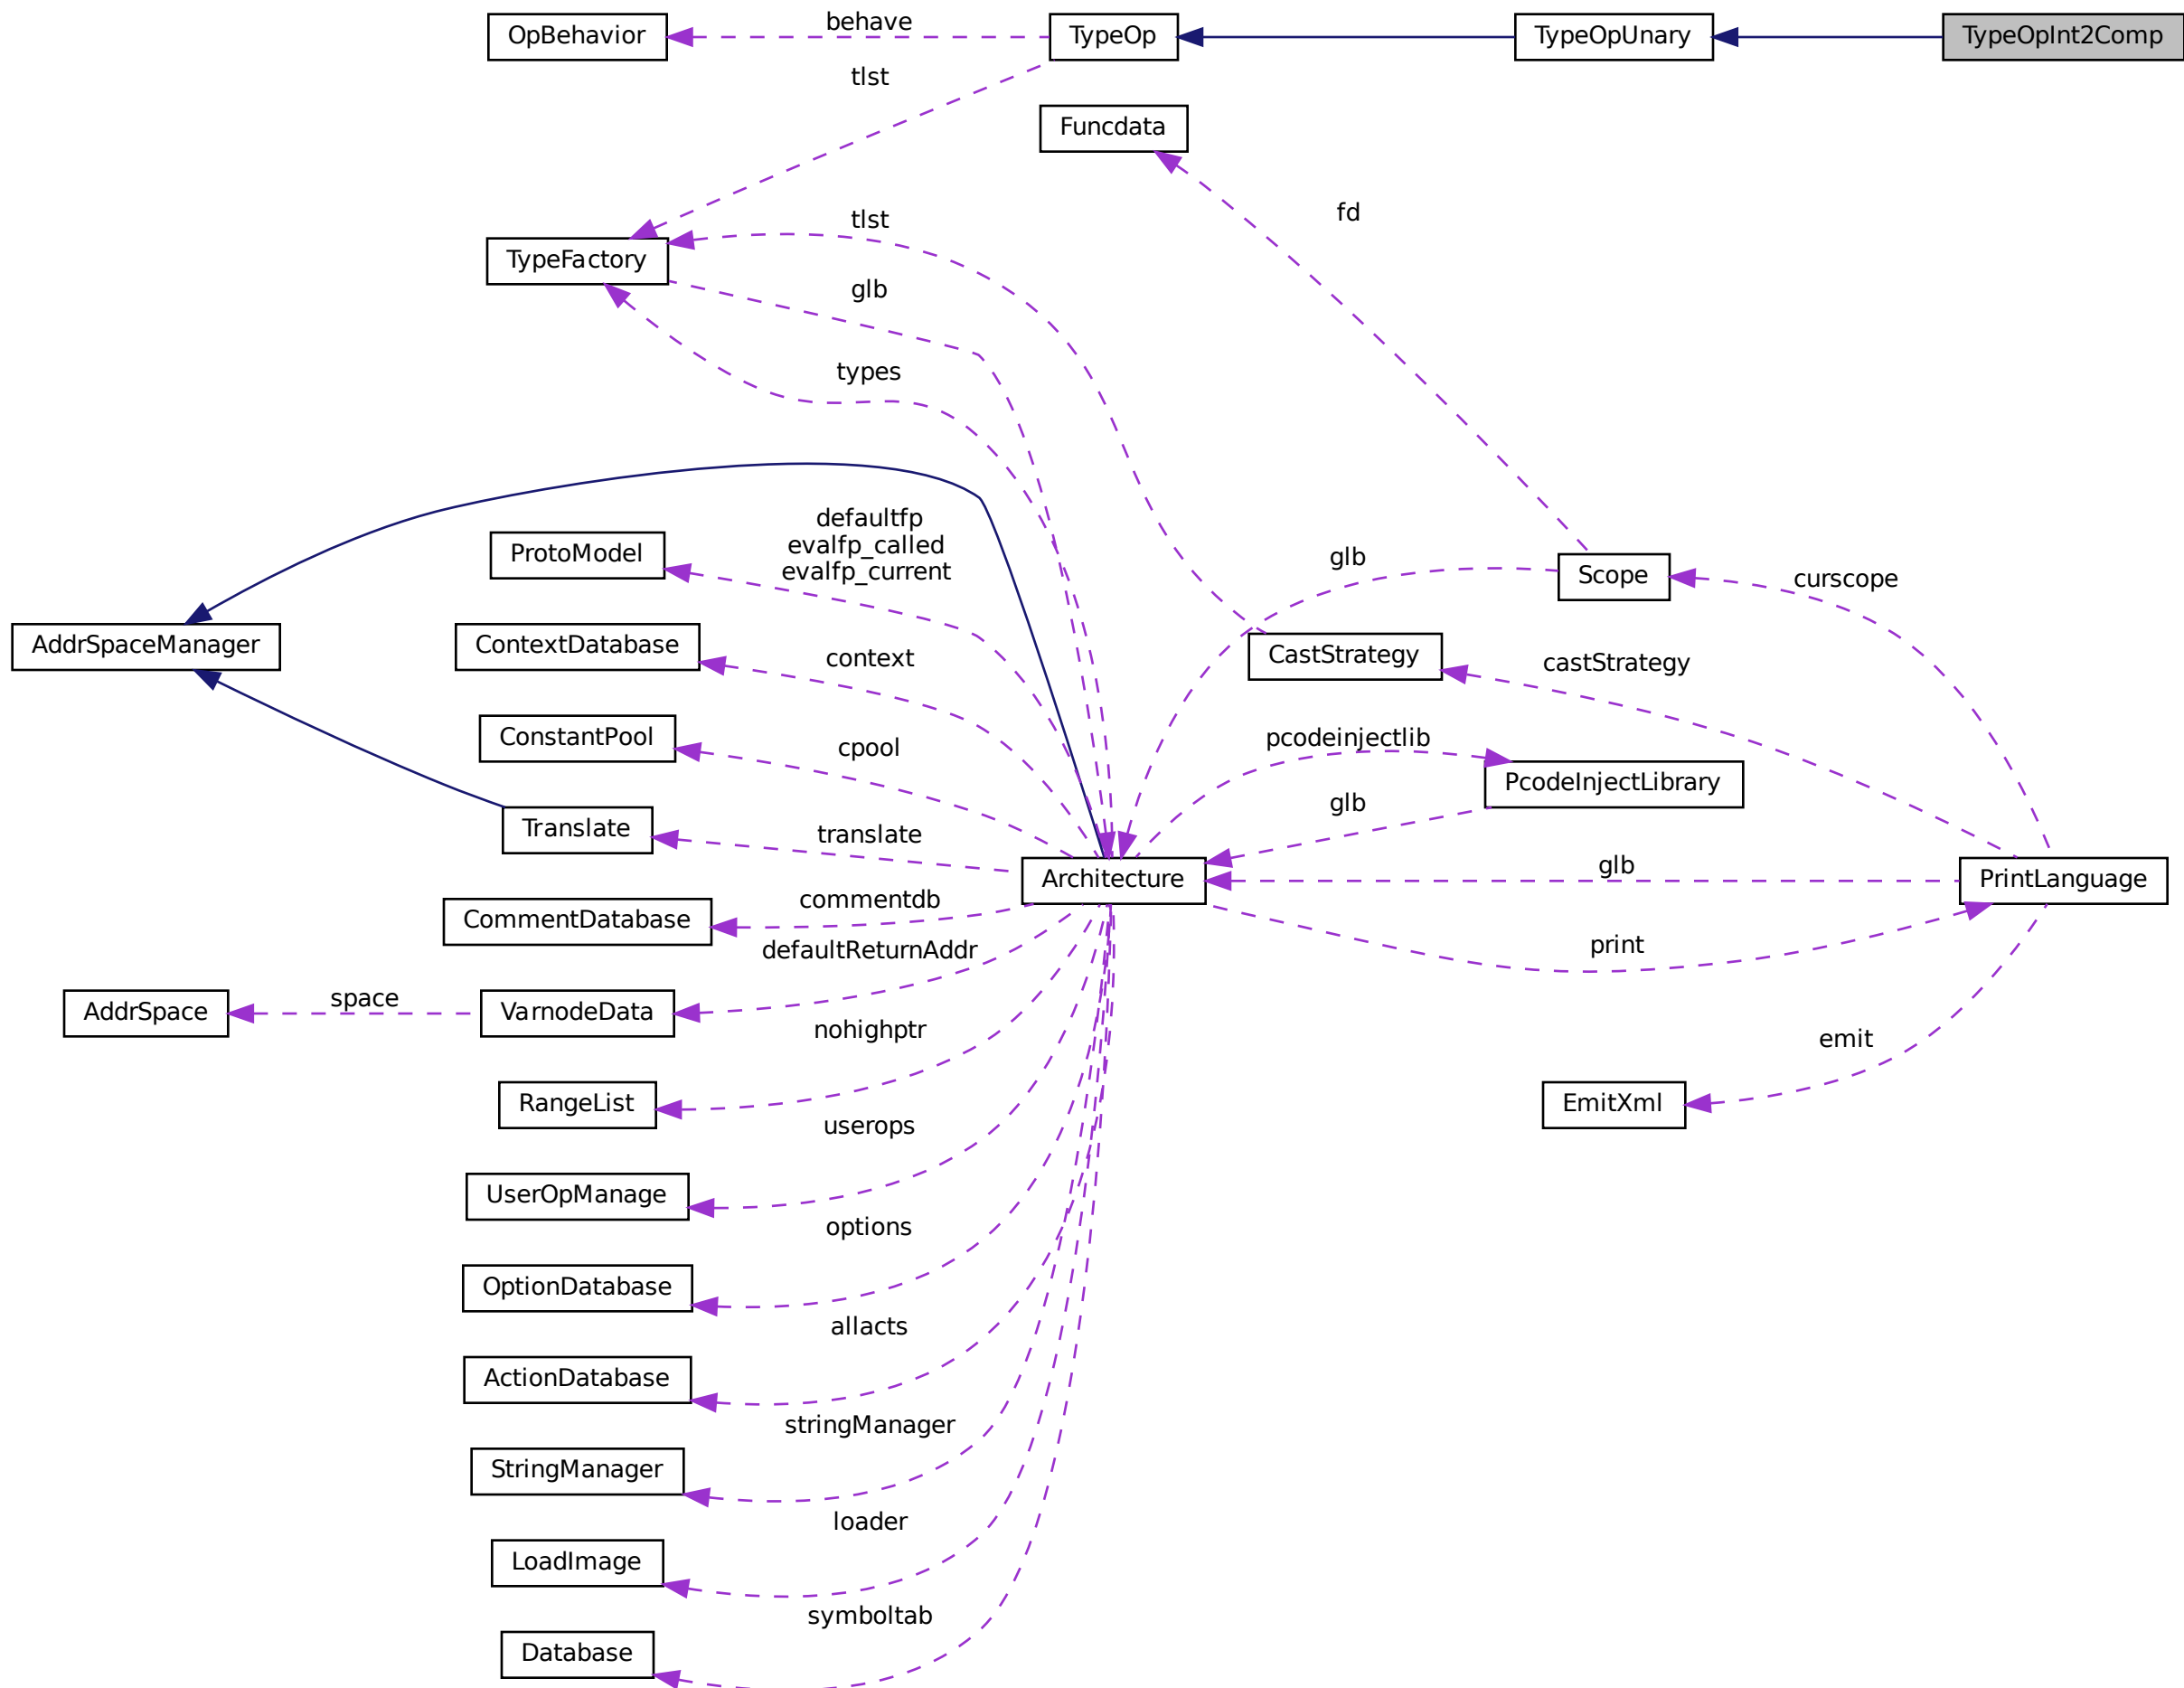 OpBehavior
behave
TypeOp
TypeOpUnary
TypeOpInt2Comp
tlst
Funcdata
tlst
fd
TypeFactory
glb
types
defaultfp
evalfp_called
evalfp_current
ProtoModel
glb
Scope
curscope
AddrSpaceManager
ContextDatabase
context
CastStrategy
castStrategy
ConstantPool
cpool
pcodeinjectlib
PcodeInjectLibrary
glb
Translate
translate
Architecture
glb
PrintLanguage
CommentDatabase
commentdb
print
defaultReturnAddr
AddrSpace
space
VarnodeData
nohighptr
emit
RangeList
EmitXml
userops
UserOpManage
options
OptionDatabase
allacts
ActionDatabase
stringManager
StringManager
loader
LoadImage
symboltab
Database